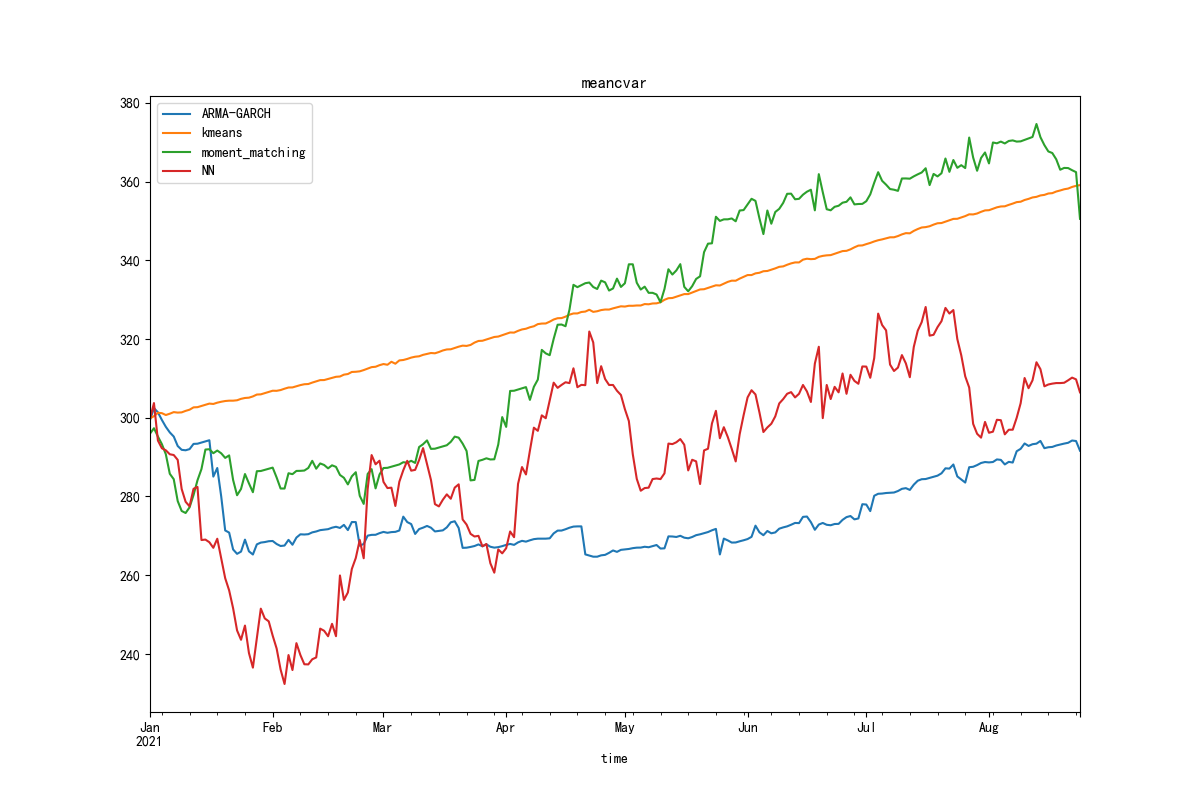 meancvar
ARMA-GARCH
kmeans
moment_matching
NN
380
360
340
320
300
280
260
240
Jan Feb Mar Apr May Jun Jul Aug
2021
time